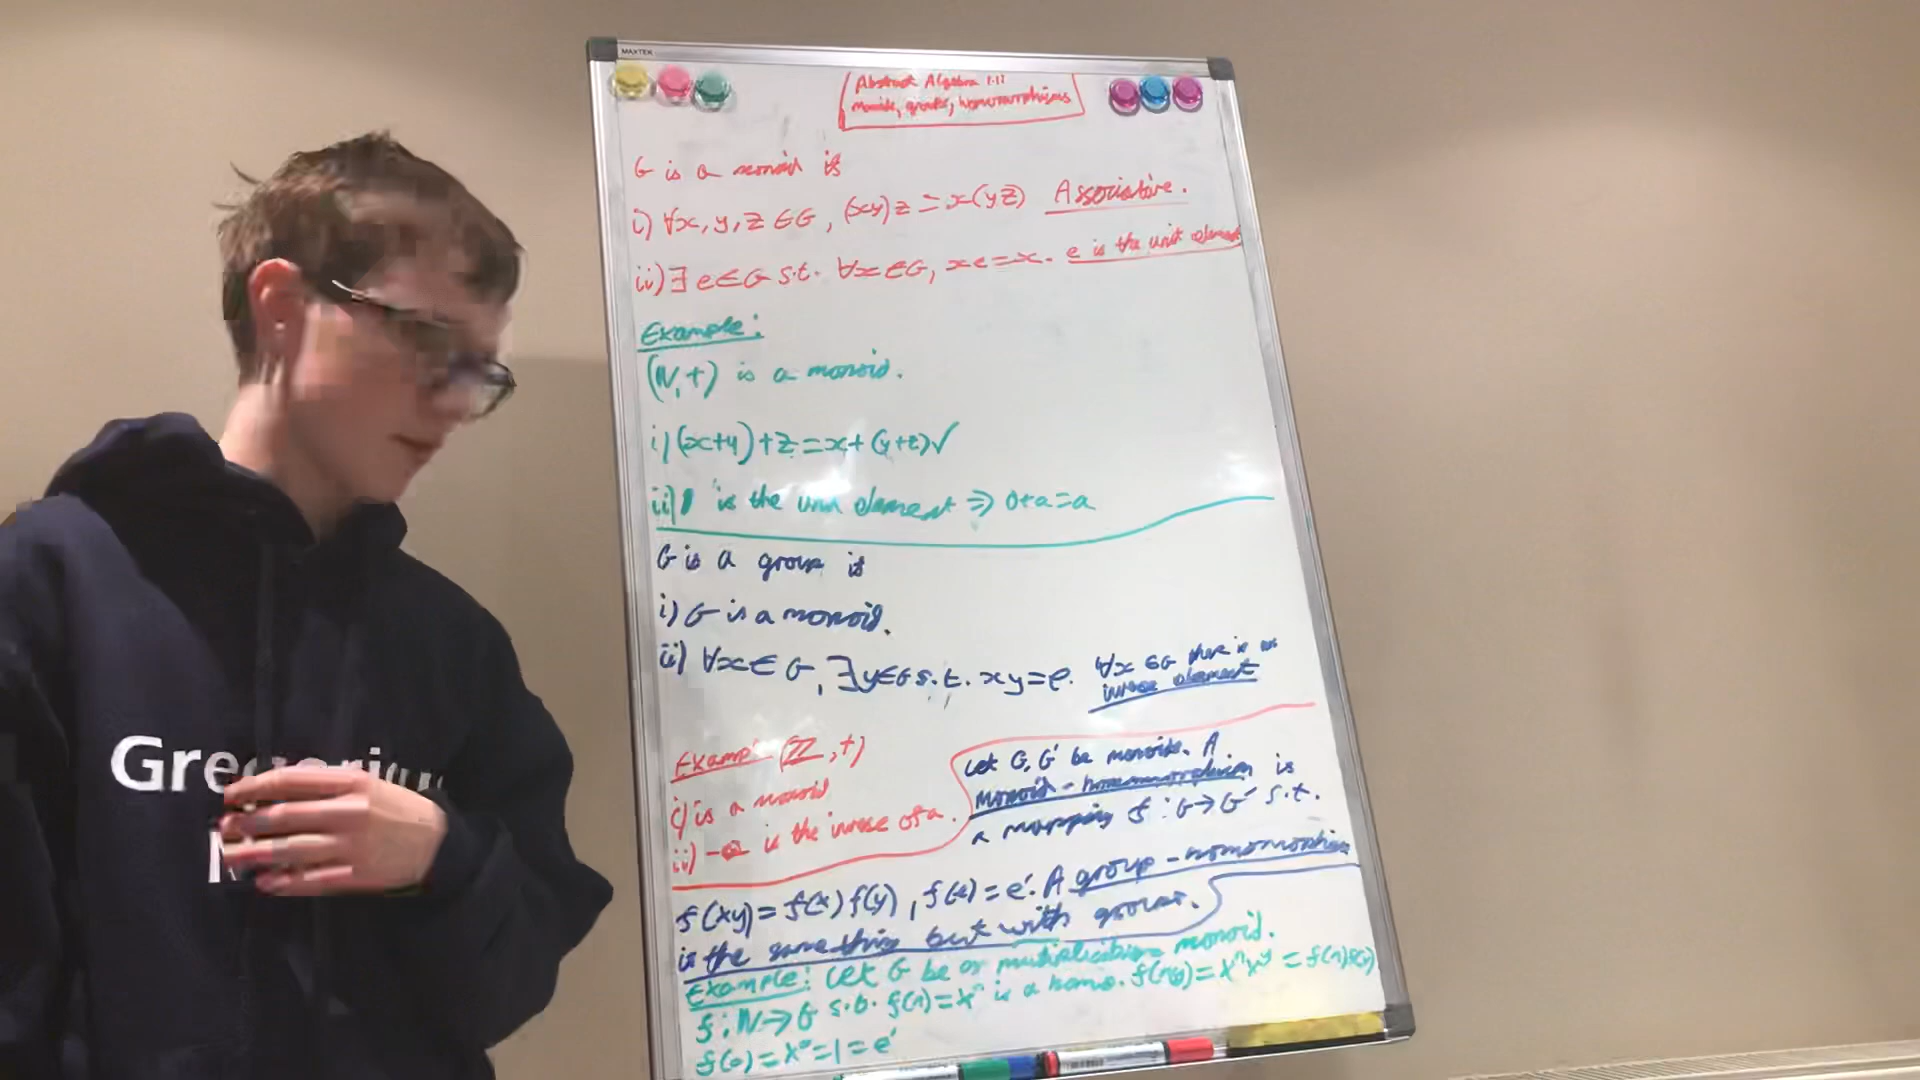 MAXTEK
Abstract Algebra 1.1:
monoids, groups, homomorphisms
G is a monoid if
i) ∀x, y, z ∈ G, (xy)z = x(yz) Associative.
ii) ∃ e ∈ G s.t. ∀x ∈ G, xe = x. e is the unit element
Example:
(N, +) is a monoid.
i) (x+y)+z = x+(y+z) ✓
ii) is the unit element ⇒ 0+a=a
G is a group if
i) G is a monoid.
ii) ∀x ∈ G, ∃y ∈ G s.t. xy = e. ∀x ∈ G there is an
inverse element
Example (Z, +)
i) is a monoid
ii) -a is the inverse of a.
Let G, G' be monoids. A
monoid-homomorphism is
a mapping f: G → G' s.t.
f(xy) = f(x) f(y), f(e) = e'. A group-homomorphism
is the same thing but with groups.
Example: Let G be a multiplicative monoid.
f: N → G s.t. f(n) = x^n is a homo. f(ny) = x^n x^y = f(n)f(y)
f(0) = x^0 = 1 = e'
Gre